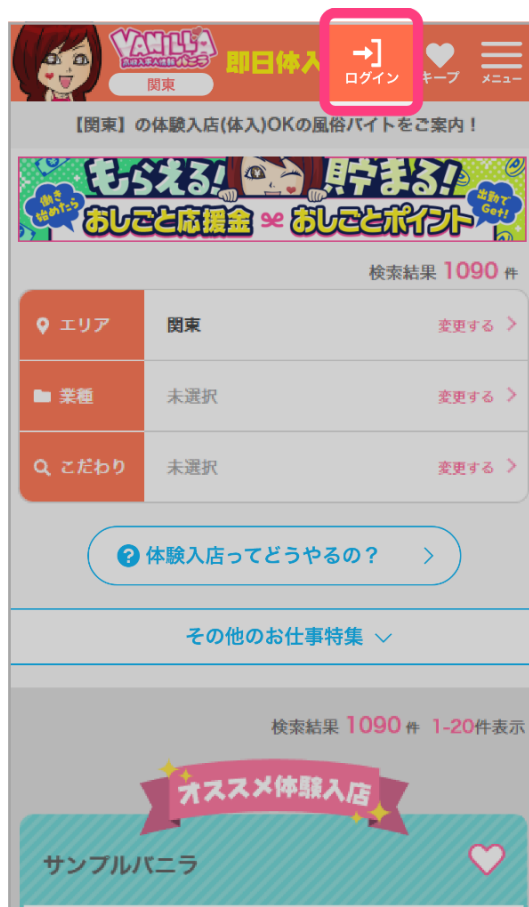 VANILLA
高収入求人情報 バニラ
関東
即日体入
ログイン
キープ
メニュー
【関東】の体験入店(体入)OKの風俗バイトをご案内！
働き始めたら
もらえる!
貯まる!
出勤でGet!
おしごと応援金
おしごとポイント
検索結果 1090 件
エリア 関東 変更する
業種 未選択 変更する
こだわり 未選択 変更する
?体験入店ってどうやるの？
その他のお仕事特集
検索結果 1090 件 1-20件表示
オススメ体験入店
サンプルバニラ